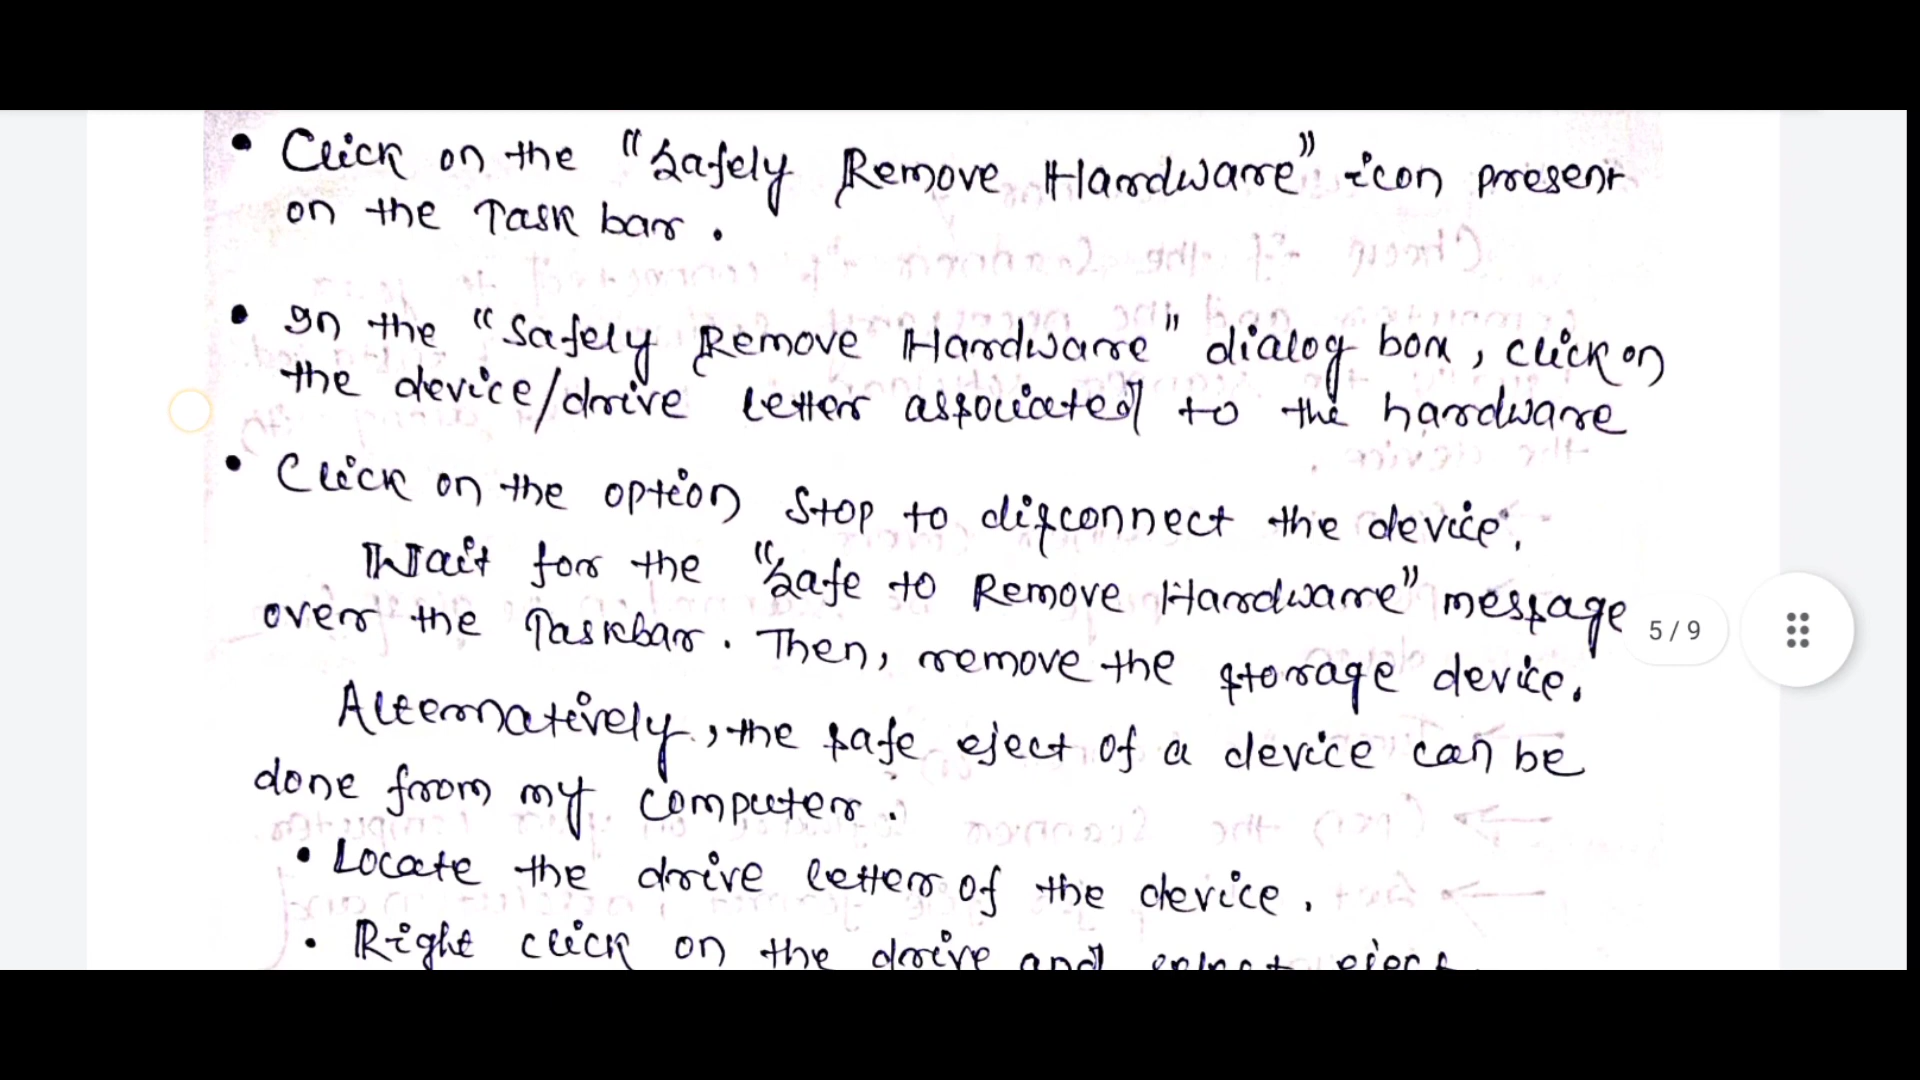 • Click on the "Safely Remove Hardware" icon present
on the Task bar.
• In the "Safely Remove Hardware" dialog box, click on
the device/drive letter associated to the hardware
• Click on the option Stop to disconnect the device.
Wait for the "Safe to Remove Hardware" message
over the Taskbar. Then, remove the storage device.
5 / 9
Alternatively, the safe eject of a device can be
done from my computer.
• Locate the drive letter of the device.
• Right click on the drive and select eject